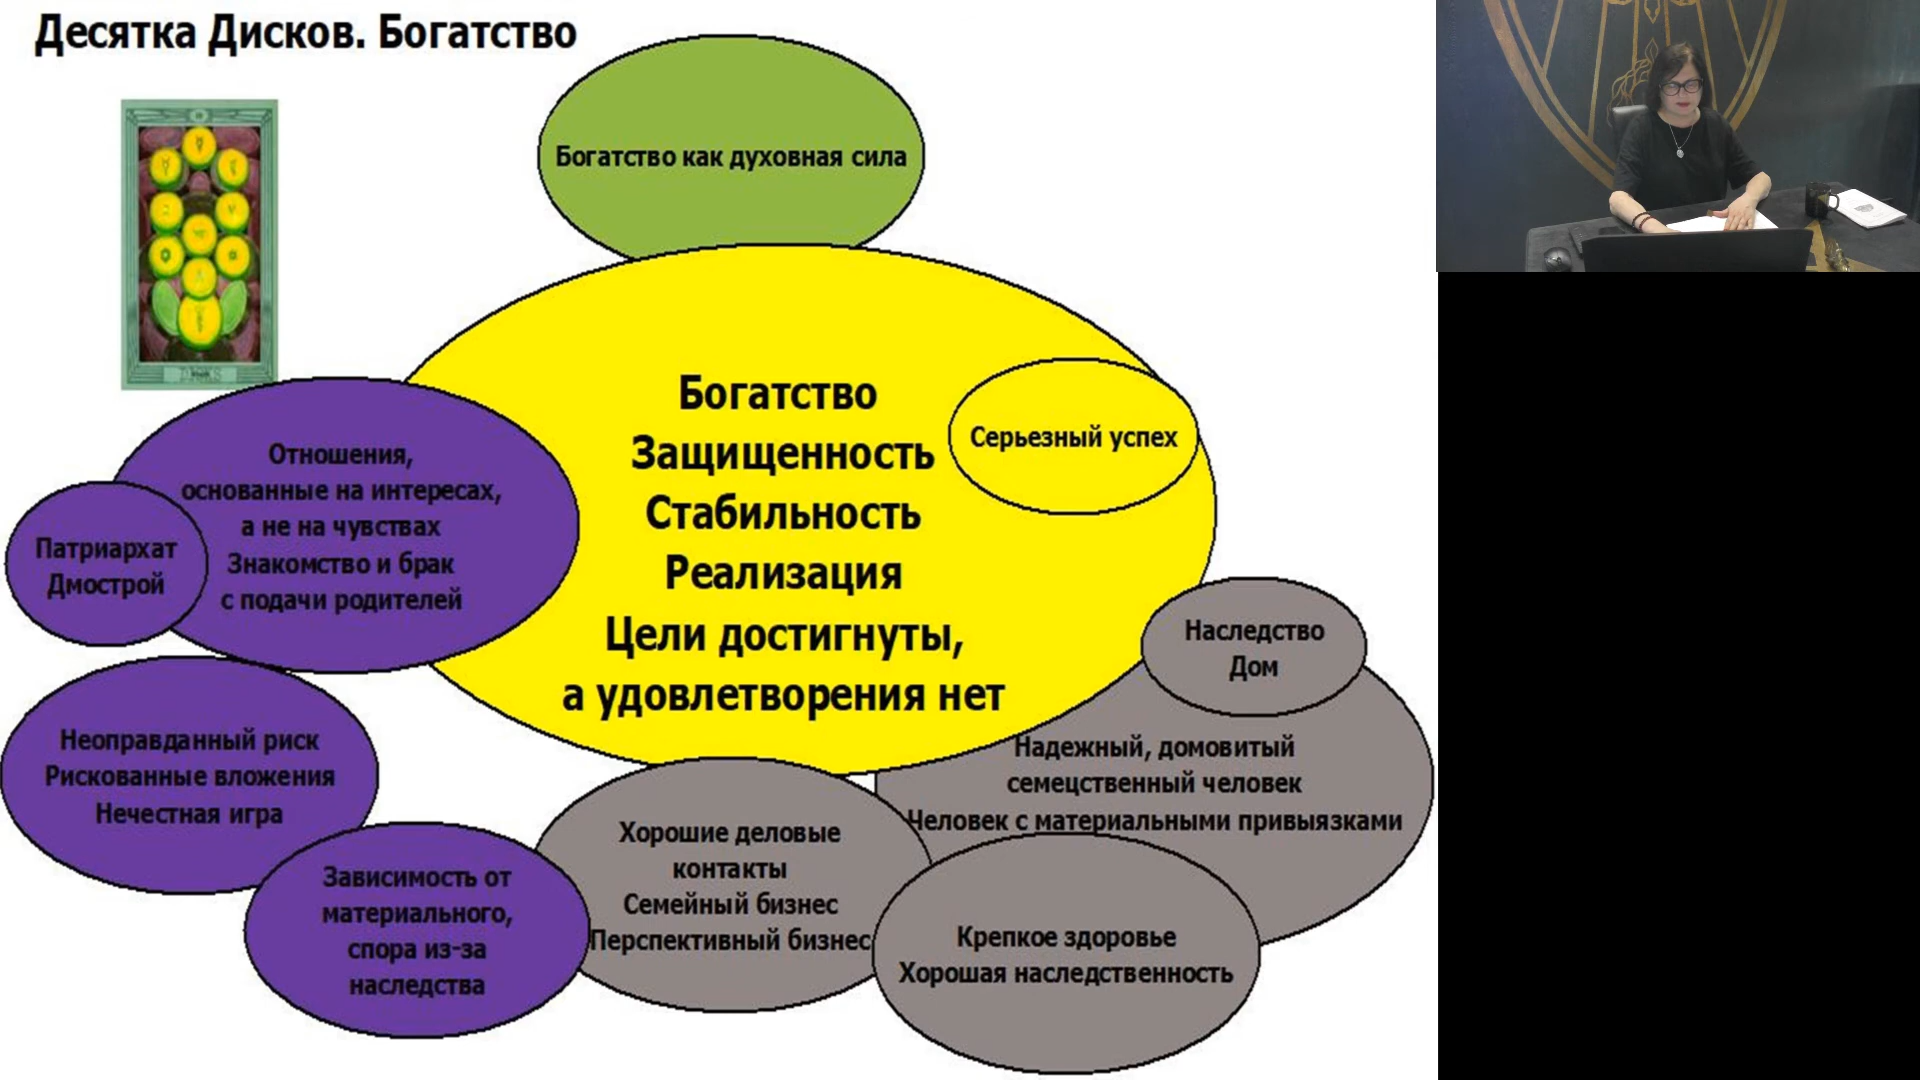 Десятка Дисков. Богатство
Богатство как духовная сила
Богатство
Защищенность
Стабильность
Реализация
Цели достигнуты,
а удовлетворения нет
Серьезный успех
Отношения,
основанные на интересах,
а не на чувствах
Знакомство и брак
с подачи родителей
Патриархат
Дмострой
Наследство
Дом
Неоправданный риск
Рискованные вложения
Нечестная игра
Надежный, домовитый
семецственный человек
Человек с материальными привыязками
Хорошие деловые
контакты
Семейный бизнес
Перспективный бизнес
Зависимость от
материального,
спора из-за
наследства
Крепкое здоровье
Хорошая наследственность